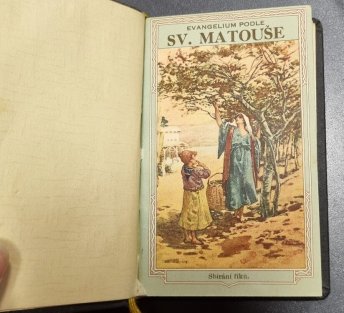 EVANGELIUM PODLE
SV. MATOUŠE
Sbírání fíků.